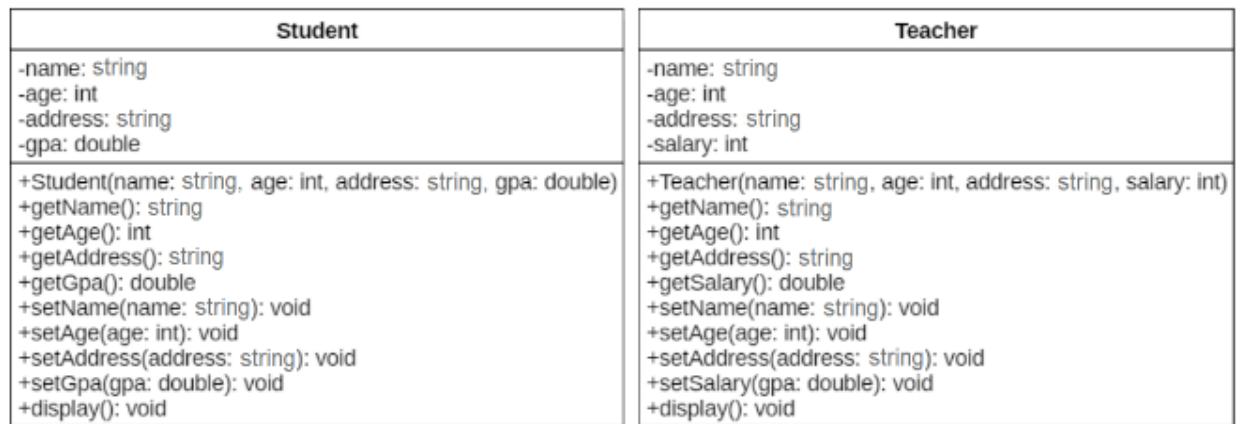 Student
-name: string
-age: int
-address: string
-gpa: double
+Student(name: string, age: int, address: string, gpa: double)
+getName(): string
+getAge(): int
+getAddress(): string
+getGpa(): double
+setName(name: string): void
+setAge(age: int): void
+setAddress(address: string): void
+setGpa(gpa: double): void
+display(): void
Teacher
-name: string
-age: int
-address: string
-salary: int
+Teacher(name: string, age: int, address: string, salary: int)
+getName(): string
+getAge(): int
+getAddress(): string
+getSalary(): double
+setName(name: string): void
+setAge(age: int): void
+setAddress(address: string): void
+setSalary(gpa: double): void
+display(): void